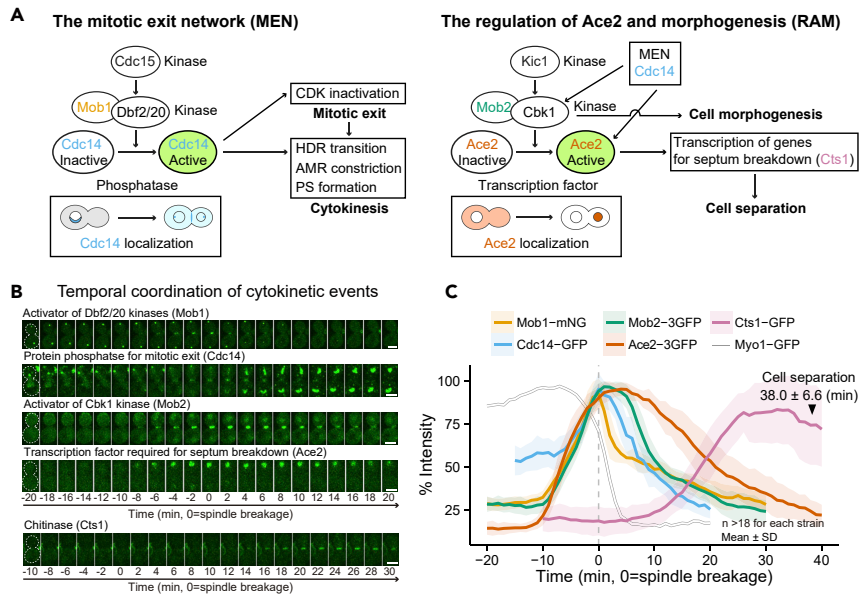 A
The mitotic exit network (MEN)
Cdc15 Kinase
Mob1 Dbf2/20 Kinase
Cdc14 Inactive
Cdc14 Active
Phosphatase
Cdc14 localization
CDK inactivation
Mitotic exit
HDR transition
AMR constriction
PS formation
Cytokinesis
The regulation of Ace2 and morphogenesis (RAM)
Kic1 Kinase
MEN
Cdc14
Mob2 Cbk1 Kinase
Cell morphogenesis
Ace2 Inactive
Ace2 Active
Transcription factor
Ace2 localization
Transcription of genes
for septum breakdown (Cts1)
Cell separation
B
Temporal coordination of cytokinetic events
Activator of Dbf2/20 kinases (Mob1)
Protein phosphatse for mitotic exit (Cdc14)
Activator of Cbk1 kinase (Mob2)
Transcription factor required for septum breakdown (Ace2)
-20 -18 -16 -14 -12 -10 -8 -6 -4 -2 0 2 4 6 8 10 12 14 16 18 20
Time (min, 0=spindle breakage)
Chitinase (Cts1)
-10 -8 -6 -4 -2 0 2 4 6 8 10 12 14 16 18 20 22 24 26 28 30
Time (min, 0=spindle breakage)
C
Mob1−mNG Mob2−3GFP Cts1−GFP
Cdc14−GFP Ace2−3GFP Myo1−GFP
Cell separation
38.0 ± 6.6 (min)
% Intensity
100
75
50
25
n >18 for each strain
Mean ± SD
−20 −10 0 10 20 30 40
Time (min, 0=spindle breakage)